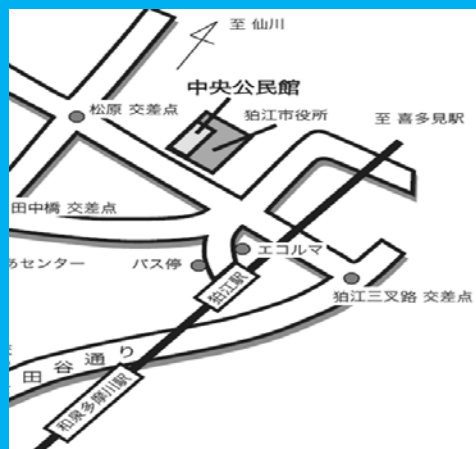 至 仙川
中央公民館
松原 交差点
狛江市役所
至 喜多見駅
田中橋 交差点
エコルマ
センター
バス停
狛江駅
狛江三叉路 交差点
田谷通り
和泉多摩川駅